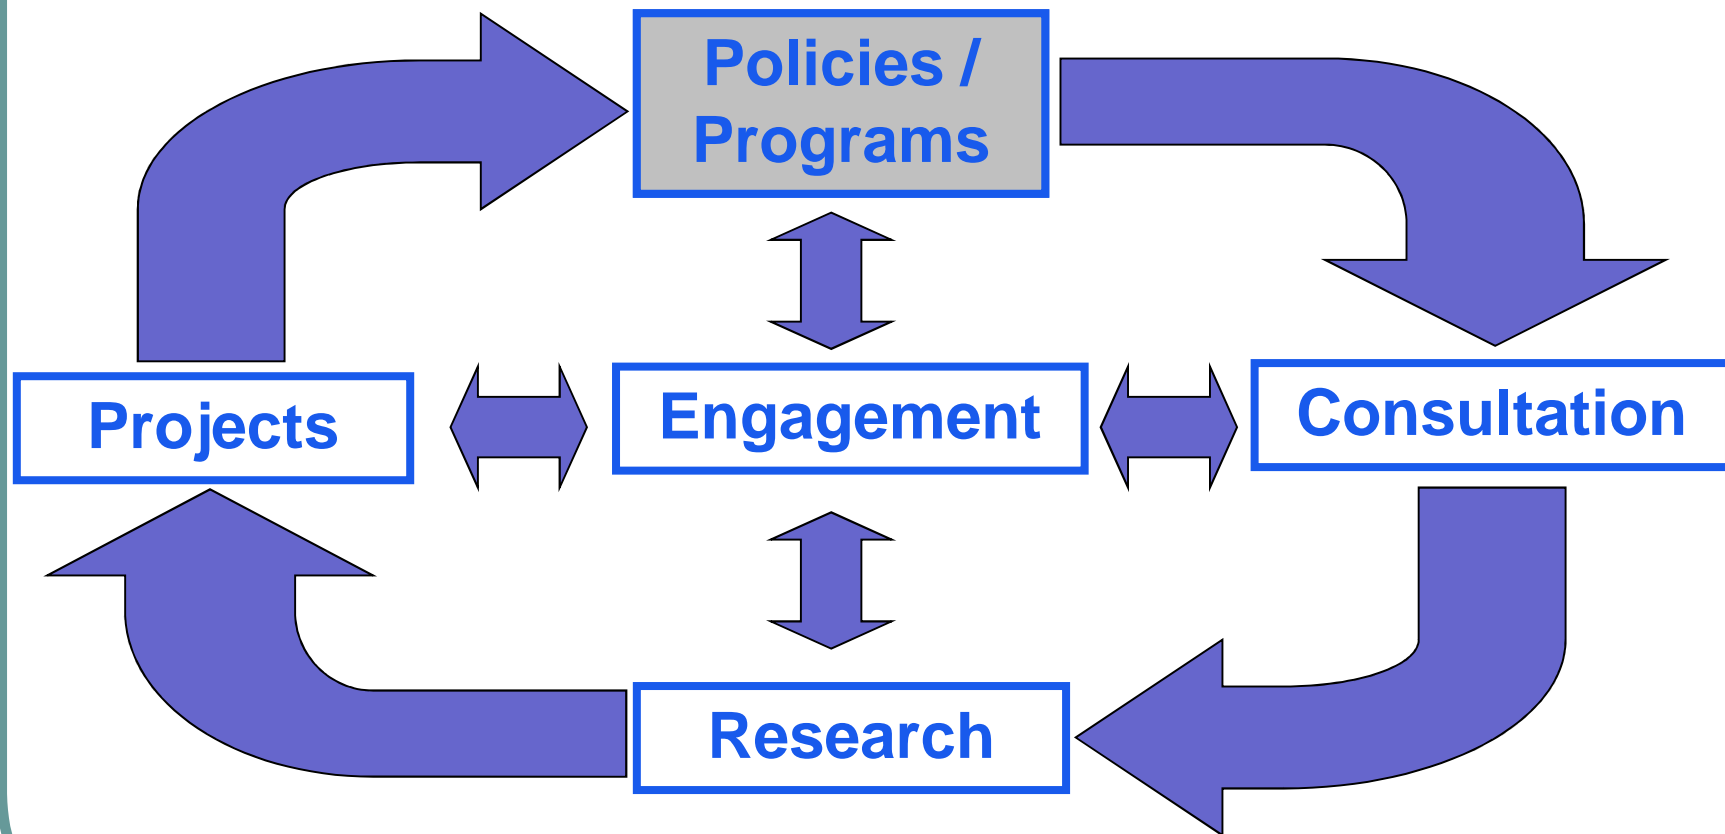 Policies /
Programs
Projects
Engagement
Consultation
Research